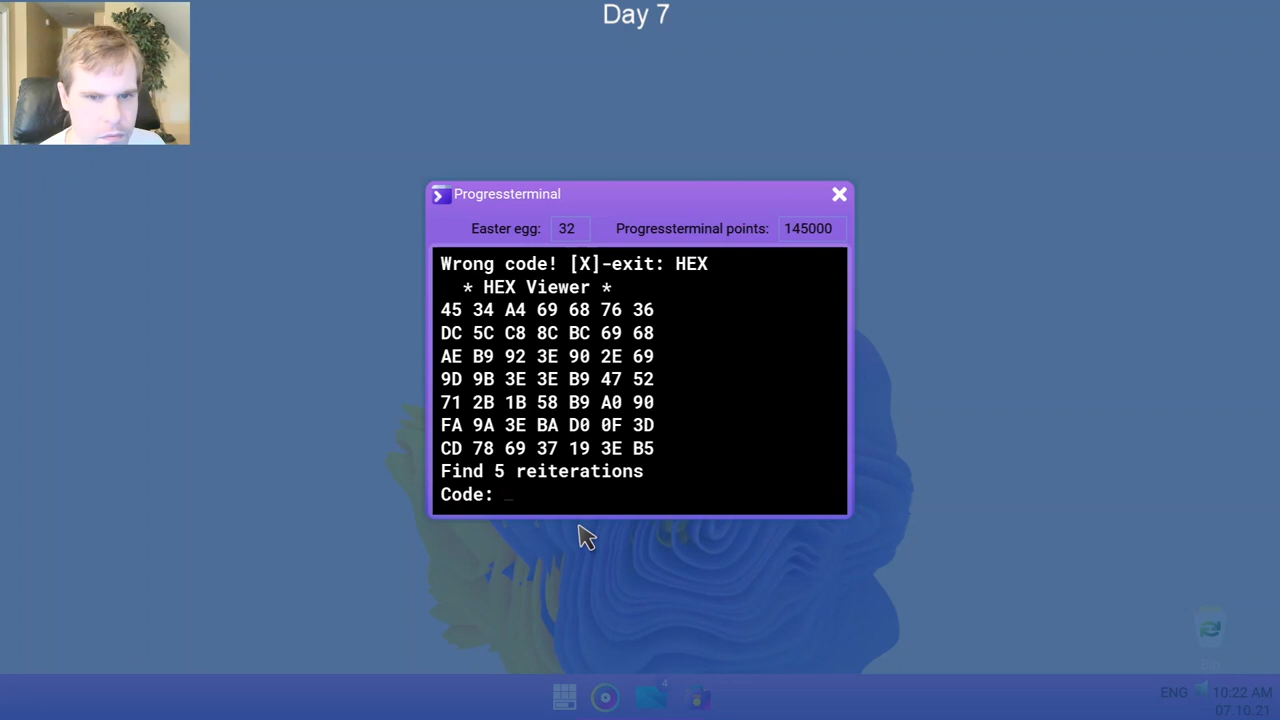 Day 7
Progressterminal
Easter egg: 32 Progressterminal points: 145000
Wrong code! [X]-exit: HEX
* HEX Viewer *
45 34 A4 69 68 76 36
DC 5C C8 8C BC 69 68
AE B9 92 3E 90 2E 69
9D 9B 3E 3E B9 47 52
71 2B 1B 58 B9 A0 90
FA 9A 3E BA D0 0F 3D
CD 78 69 37 19 3E B5
Find 5 reiterations
Code: _
Bin
4
ENG 10:22 AM
07.10.21